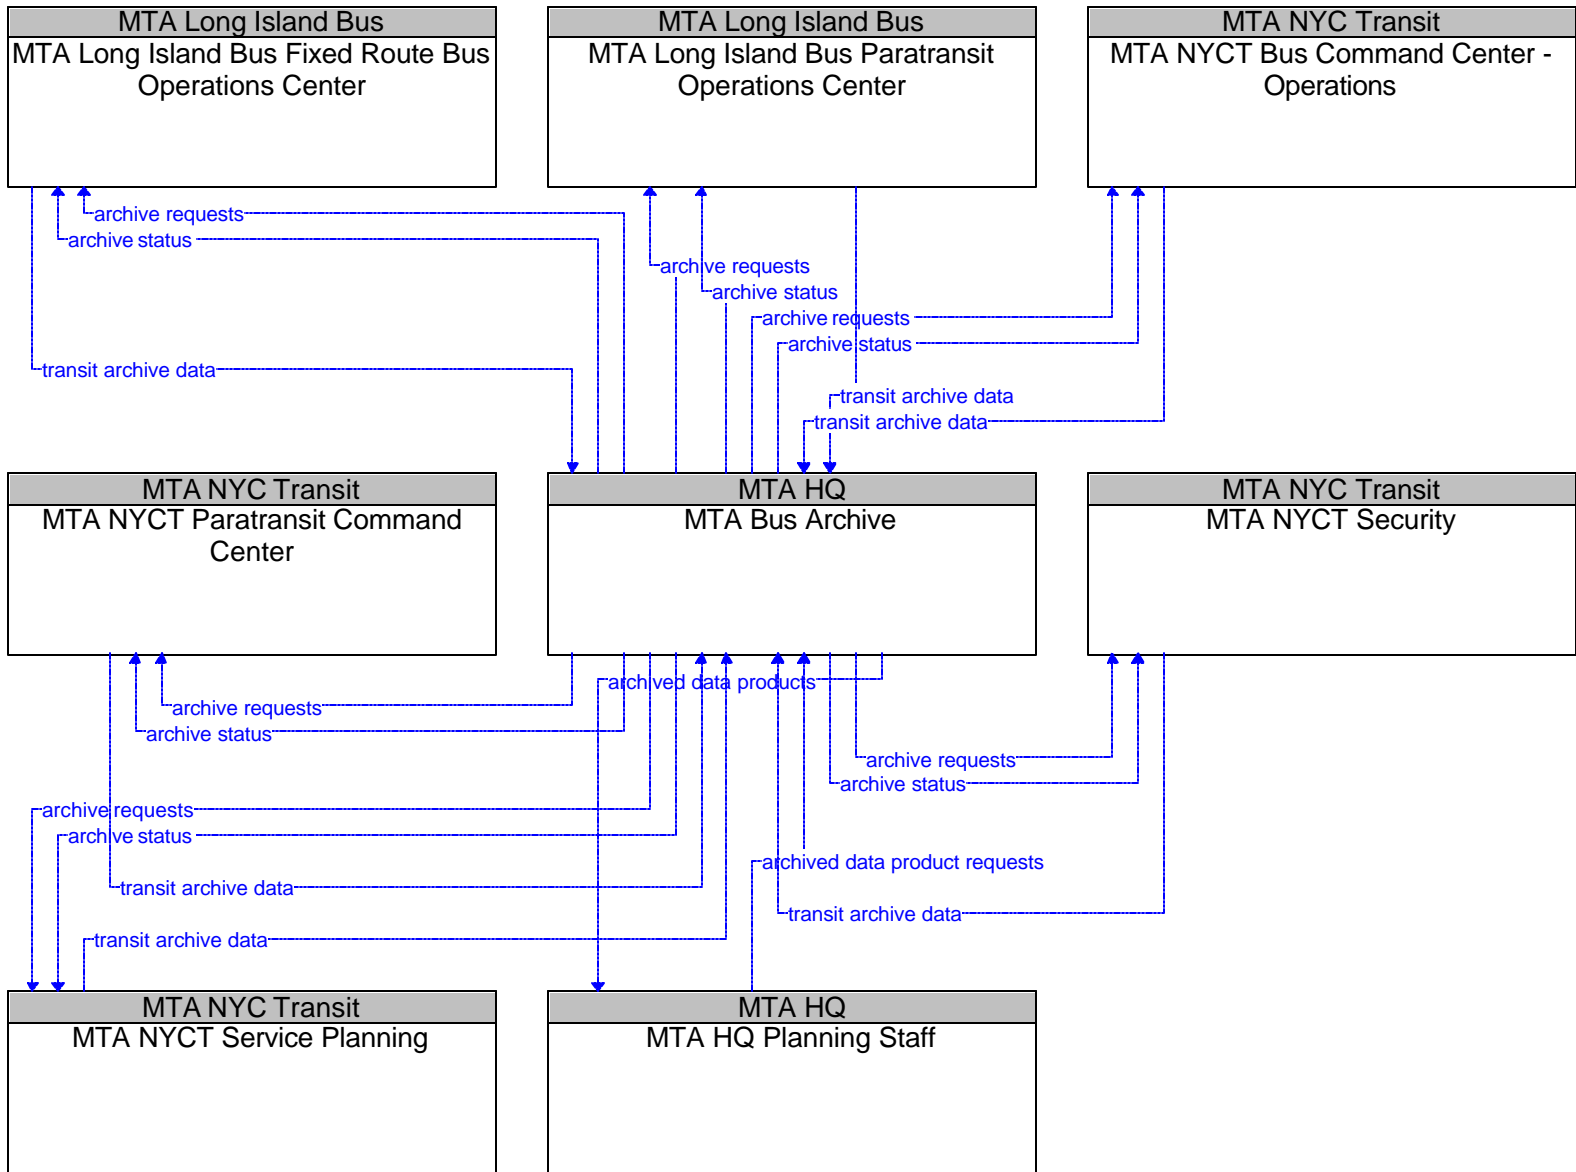 MTA Long Island Bus
MTA Long Island Bus Fixed Route Bus
Operations Center
MTA Long Island Bus
MTA Long Island Bus Paratransit
Operations Center
MTA NYC Transit
MTA NYCT Bus Command Center -
Operations
archive requests
archive status
archive requests
archive status
archive requests
archive status
transit archive data
transit archive data
transit archive data
MTA NYC Transit
MTA NYCT Paratransit Command
Center
MTA HQ
MTA Bus Archive
MTA NYC Transit
MTA NYCT Security
archived data products
archive requests
archive status
archive requests
archive status
archive requests
archive status
archived data product requests
transit archive data
transit archive data
transit archive data
MTA NYC Transit
MTA NYCT Service Planning
MTA HQ
MTA HQ Planning Staff